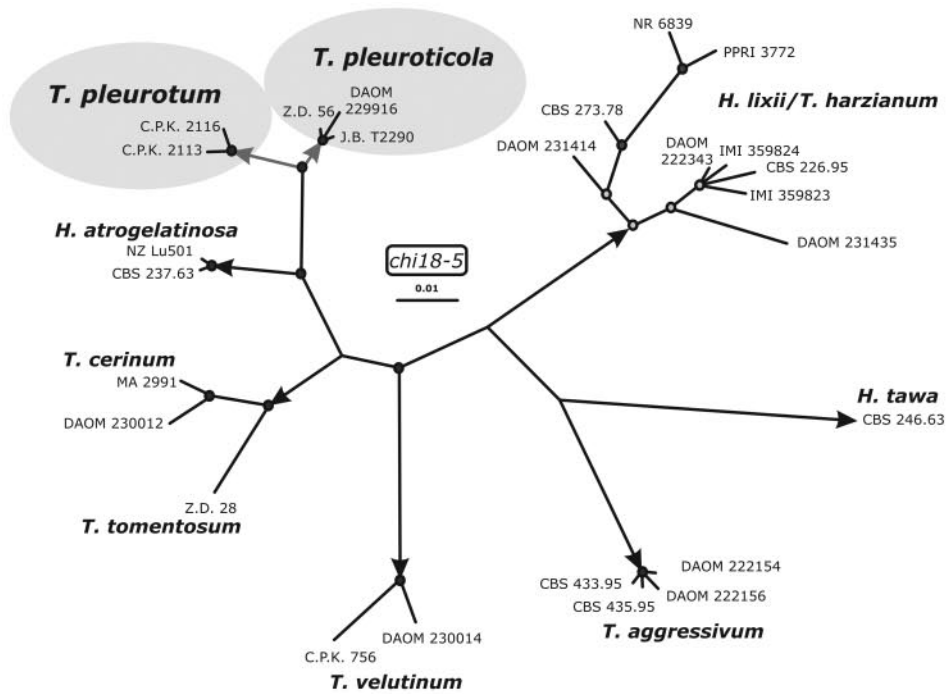 NR 6839
PPRI 3772
T. pleuroticola
T. pleurotum
DAOM
229916
Z.D. 56
J.B. T2290
C.P.K. 2116
C.P.K. 2113
H. lixii/T. harzianum
CBS 273.78
DAOM 231414
DAOM
222343
IMI 359824
CBS 226.95
IMI 359823
DAOM 231435
H. atrogelatinosa
NZ Lu501
CBS 237.63
chi18-5
0.01
T. cerinum
MA 2991
DAOM 230012
Z.D. 28
T. tomentosum
H. tawa
CBS 246.63
DAOM 222154
CBS 433.95
DAOM 222156
CBS 435.95
T. aggressivum
DAOM 230014
C.P.K. 756
T. velutinum